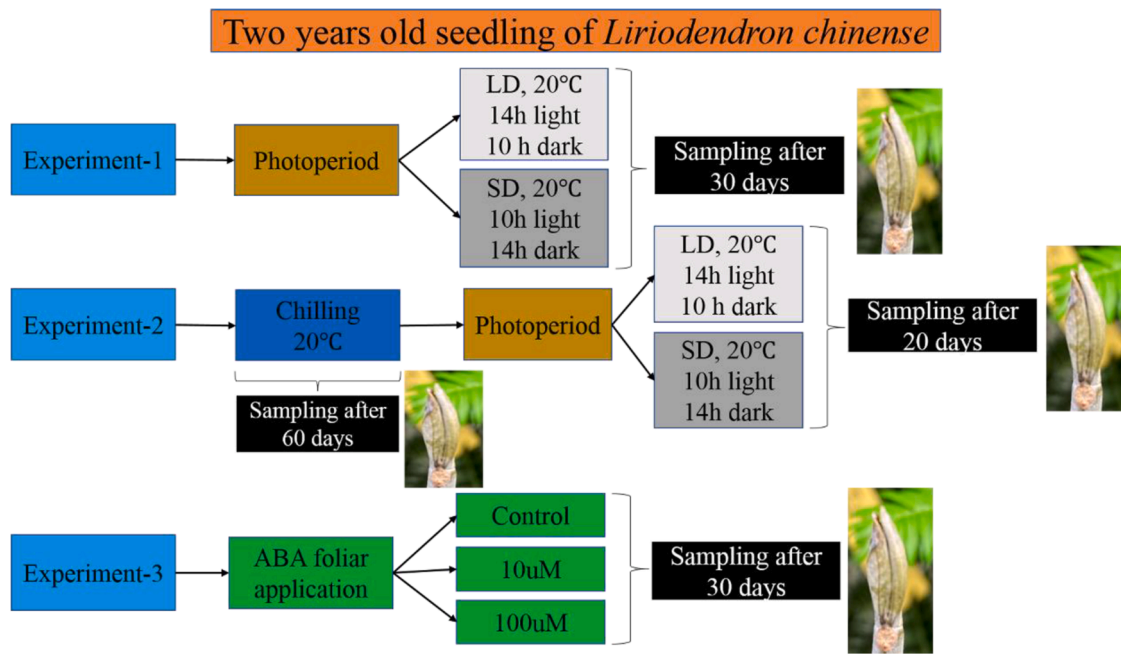 Two years old seedling of Liriodendron chinense
Experiment-1
Photoperiod
LD, 20℃
14h light
10 h dark
SD, 20℃
10h light
14h dark
Sampling after
30 days
Experiment-2
Chilling
20℃
Sampling after
60 days
Photoperiod
LD, 20℃
14h light
10 h dark
SD, 20℃
10h light
14h dark
Sampling after
20 days
Experiment-3
ABA foliar
application
Control
10uM
100uM
Sampling after
30 days